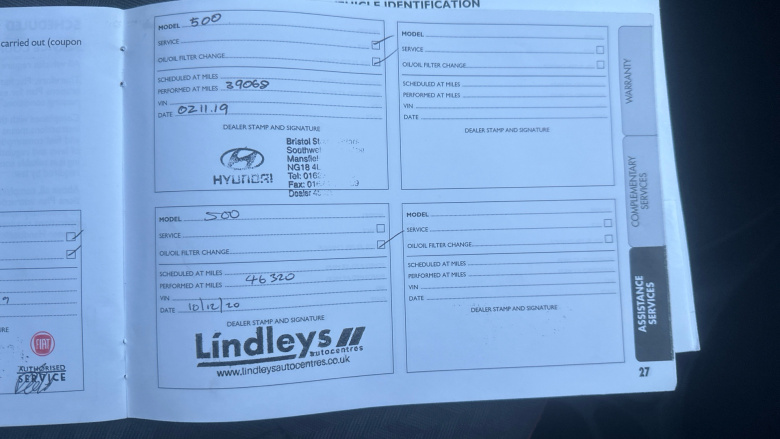 VEHICLE IDENTIFICATION
carried out (coupon
MODEL 500
SERVICE
OIL/OIL FILTER CHANGE
SCHEDULED AT MILES
PERFORMED AT MILES 39068
VIN
DATE 02.11.19
DEALER STAMP AND SIGNATURE
HYUNDAI
Bristol St
Southwe
Mansfiel
NG18 4
Tel: 016
Fax: 01
Dealer 4
MODEL
SERVICE
OIL/OIL FILTER CHANGE
SCHEDULED AT MILES
PERFORMED AT MILES
VIN
DATE
DEALER STAMP AND SIGNATURE
MODEL 500
SERVICE
OIL/OIL FILTER CHANGE
SCHEDULED AT MILES
PERFORMED AT MILES 46320
VIN
DATE 10/12/20
DEALER STAMP AND SIGNATURE
Lindleys
autocentres
www.lindleysautocentres.co.uk
MODEL
SERVICE
OIL/OIL FILTER CHANGE
SCHEDULED AT MILES
PERFORMED AT MILES
VIN
DATE
DEALER STAMP AND SIGNATURE
WARRANTY
COMPLEMENTARY
SERVICES
ASSISTANCE
SERVICES
27
FIAT
AUTHORISED
SERVICE